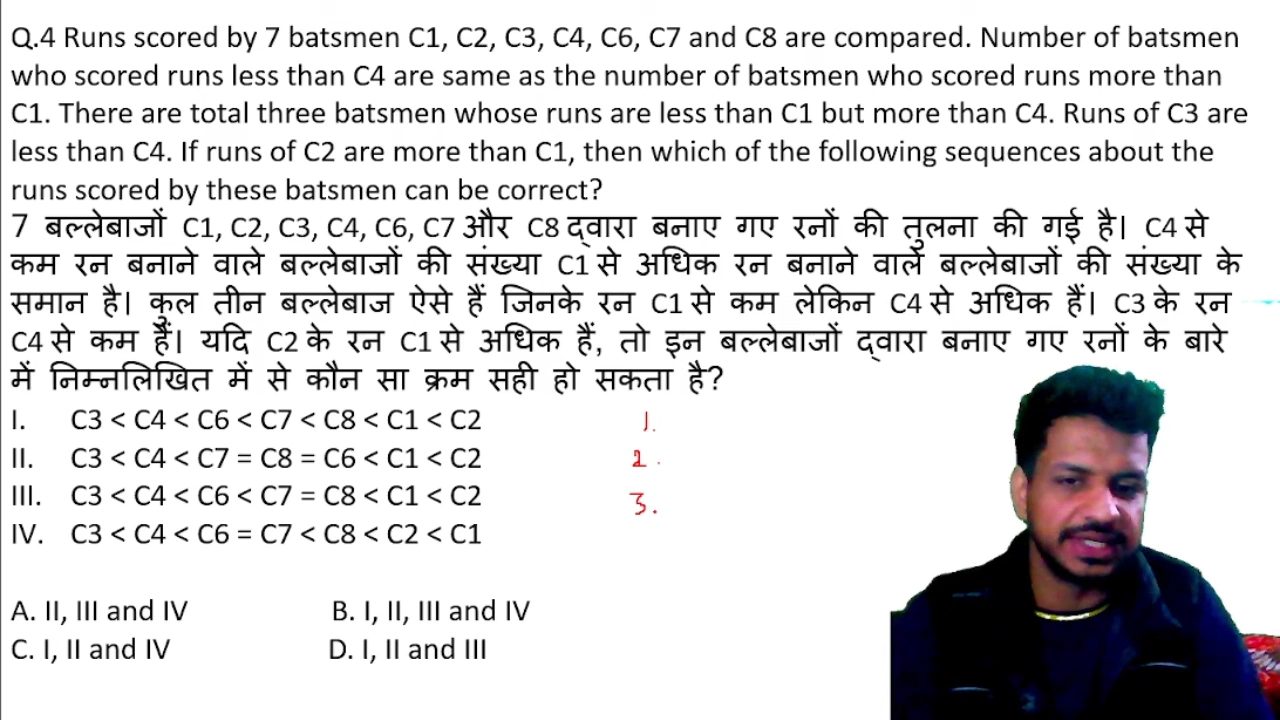 Q.4 Runs scored by 7 batsmen C1, C2, C3, C4, C6, C7 and C8 are compared. Number of batsmen
who scored runs less than C4 are same as the number of batsmen who scored runs more than
C1. There are total three batsmen whose runs are less than C1 but more than C4. Runs of C3 are
less than C4. If runs of C2 are more than C1, then which of the following sequences about the
runs scored by these batsmen can be correct?
7 बल्लेबाजों C1, C2, C3, C4, C6, C7 और C8 द्वारा बनाए गए रनों की तुलना की गई है। C4 से
कम रन बनाने वाले बल्लेबाजों की संख्या C1 से अधिक रन बनाने वाले बल्लेबाजों की संख्या के
समान है। कुल तीन बल्लेबाज ऐसे हैं जिनके रन C1 से कम लेकिन C4 से अधिक हैं। C3 के रन
C4 से कम हैं। यदि C2 के रन C1 से अधिक हैं, तो इन बल्लेबाजों द्वारा बनाए गए रनों के बारे
में निम्नलिखित में से कौन सा क्रम सही हो सकता है?
I. C3 < C4 < C6 < C7 < C8 < C1 < C2 1.
II. C3 < C4 < C7 = C8 = C6 < C1 < C2 2.
III. C3 < C4 < C6 < C7 = C8 < C1 < C2 3.
IV. C3 < C4 < C6 = C7 < C8 < C2 < C1
A. II, III and IV B. I, II, III and IV
C. I, II and IV D. I, II and III